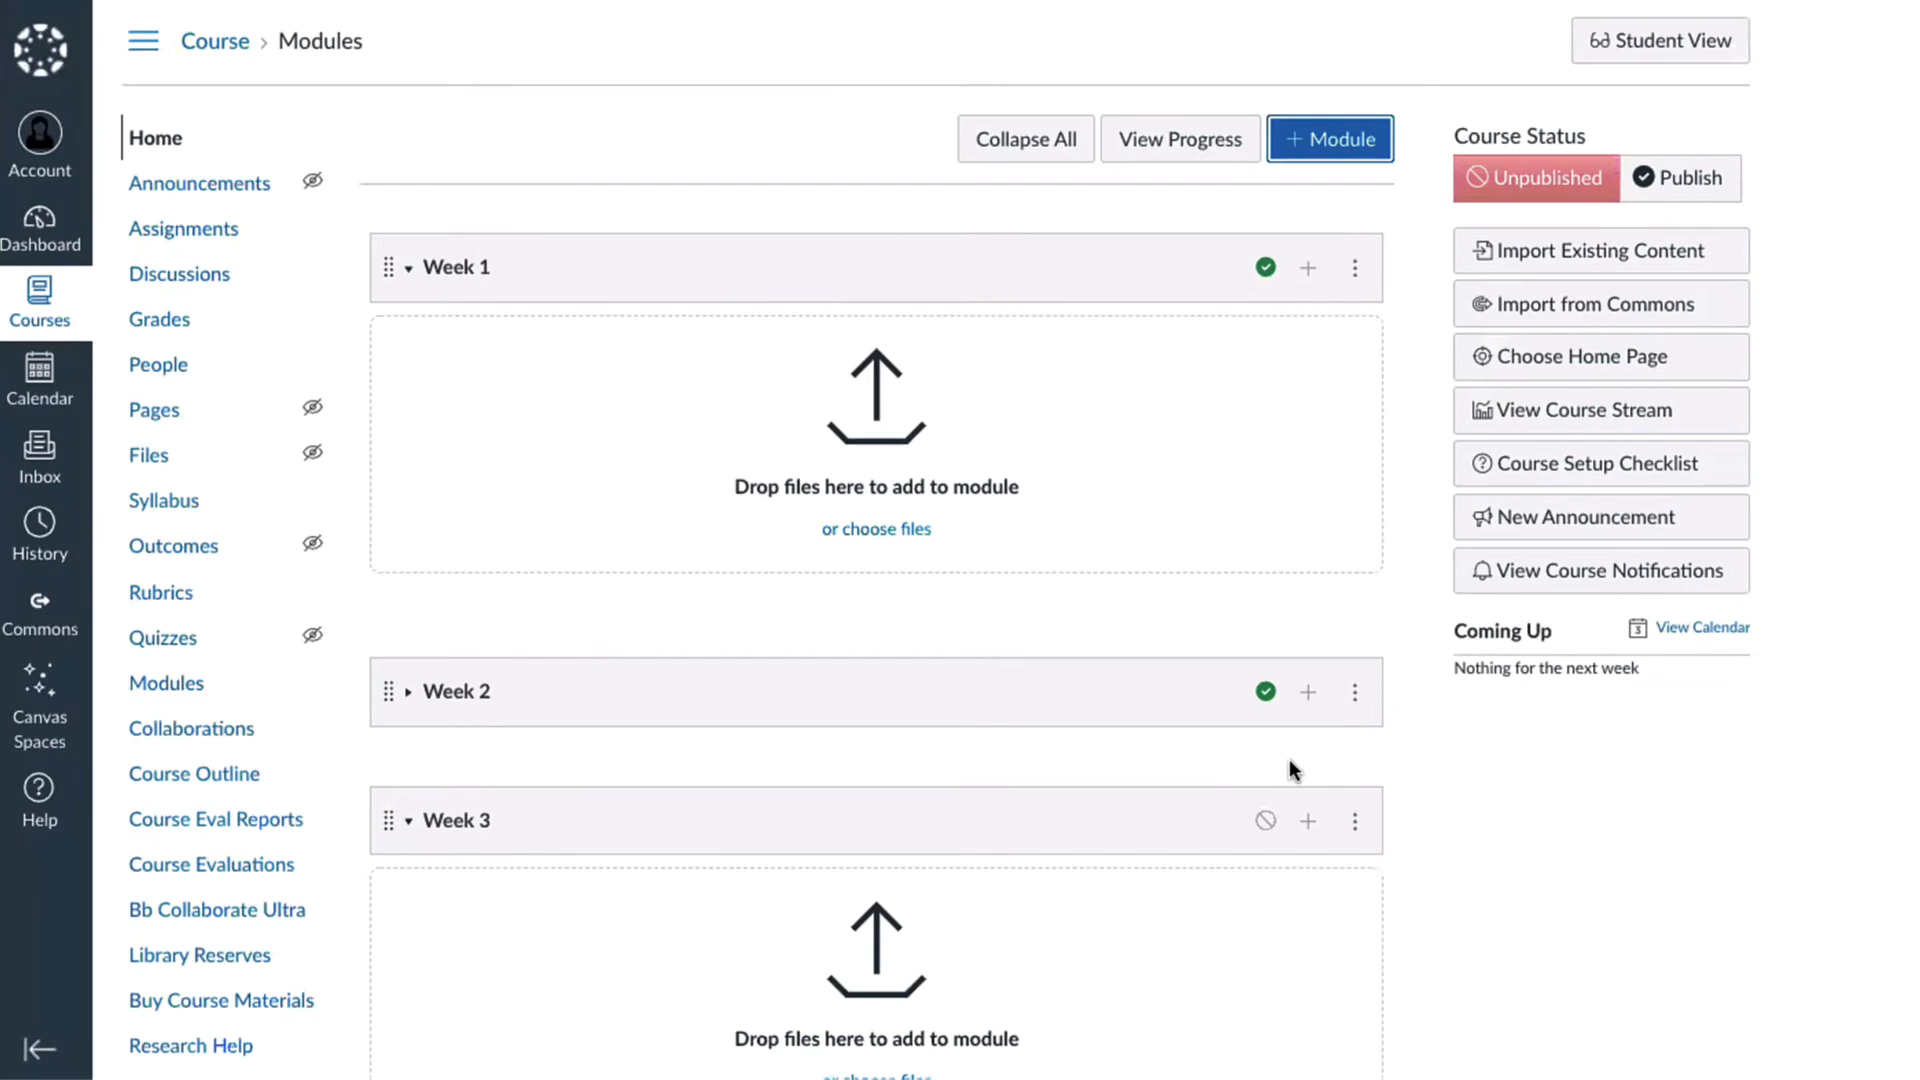 Course > Modules
Student View
Account
Dashboard
Courses
Calendar
Inbox
History
Commons
Canvas
Spaces
Help
Home
Announcements
Assignments
Discussions
Grades
People
Pages
Files
Syllabus
Outcomes
Rubrics
Quizzes
Modules
Collaborations
Course Outline
Course Eval Reports
Course Evaluations
Bb Collaborate Ultra
Library Reserves
Buy Course Materials
Research Help
Collapse All
View Progress
+ Module
Week 1
Drop files here to add to module
or choose files
Week 2
Week 3
Drop files here to add to module
or choose files
Course Status
Unpublished
Publish
Import Existing Content
Import from Commons
Choose Home Page
View Course Stream
Course Setup Checklist
New Announcement
View Course Notifications
Coming Up
3 View Calendar
Nothing for the next week